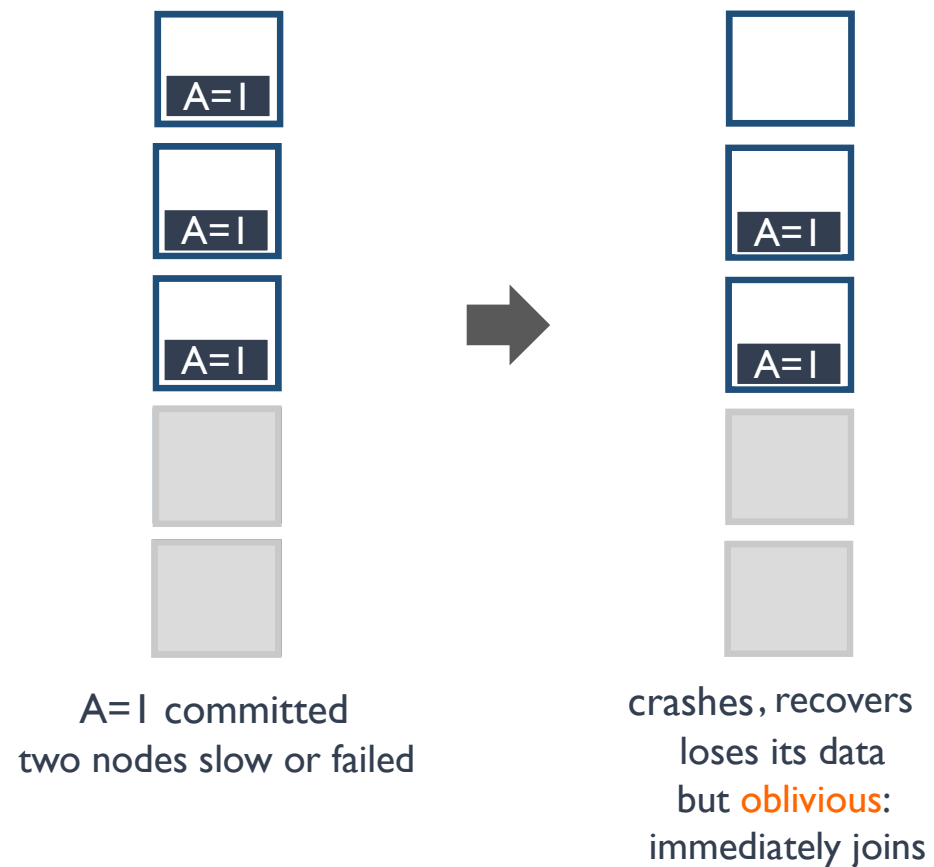 A=1
A=1
A=1
A=1
A=1
A=1 committed
two nodes slow or failed
crashes, recovers
loses its data
but oblivious:
immediately joins